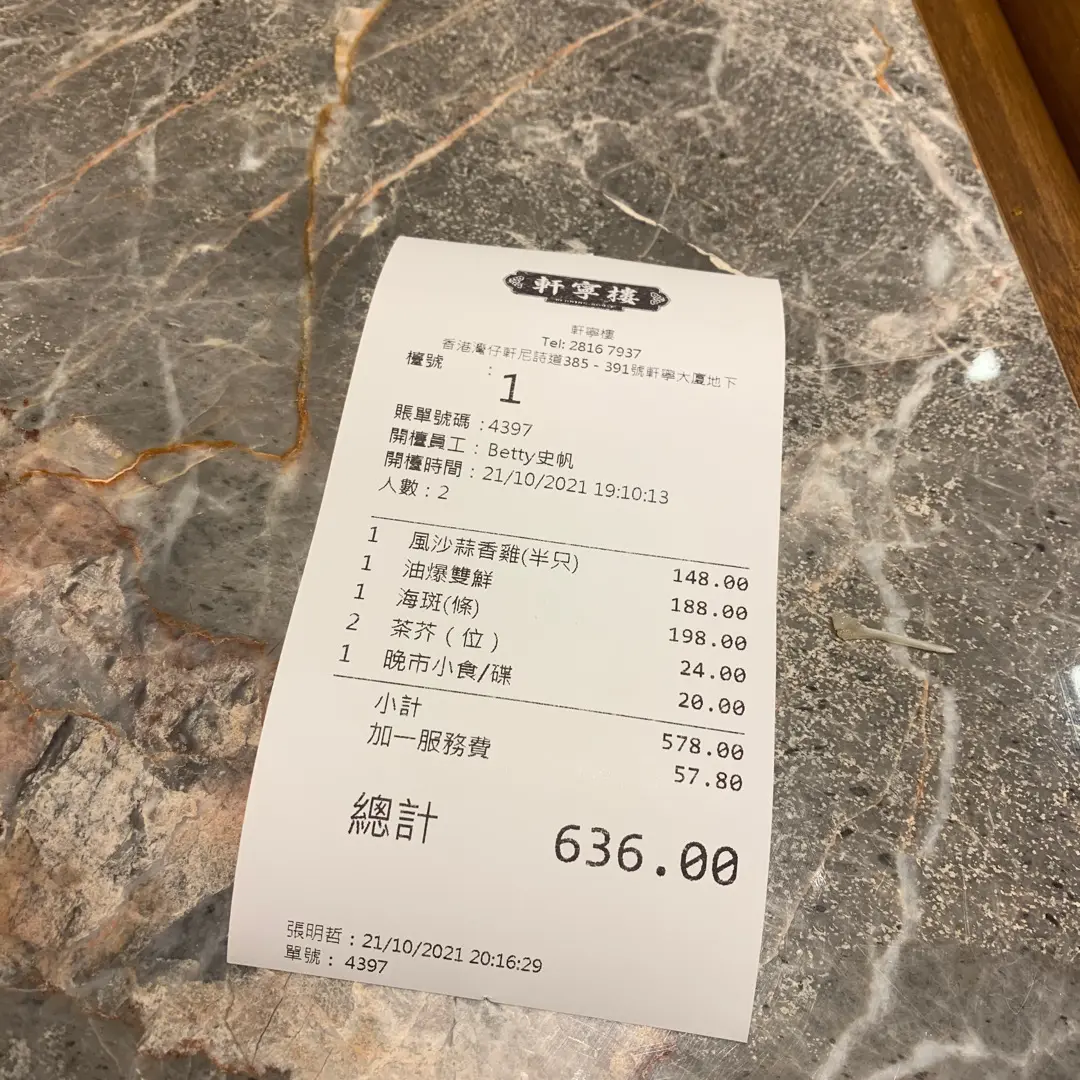 軒寧樓
軒寧樓
Tel: 2816 7937
香港灣仔軒尼詩道385 - 391號軒寧大廈地下
檯號 :
1
賬單號碼 : 4397
開檯員工 : Betty史帆
開檯時間 : 21/10/2021 19:10:13
人數 : 2
1 風沙蒜香雞(半只) 148.00
1 油爆雙鮮 188.00
1 海斑(條) 198.00
2 茶芥 ( 位 ) 24.00
1 晚市小食/碟 20.00
小計 578.00
加一服務費 57.80
總計 636.00
張明哲 : 21/10/2021 20:16:29
單號 : 4397